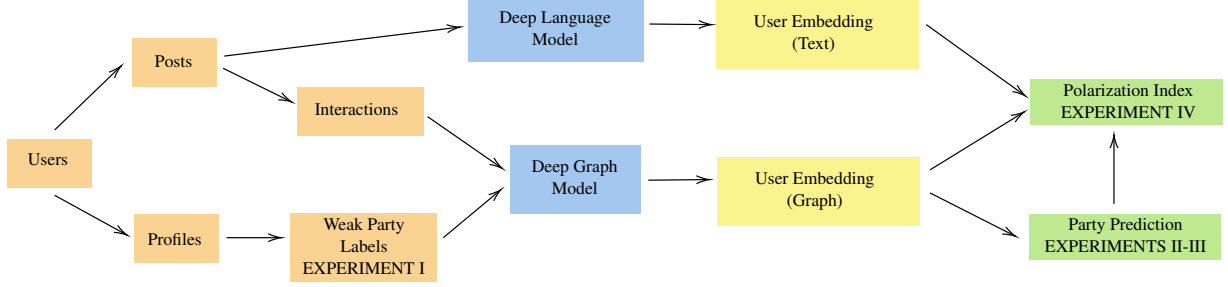 Deep Language
Model
User Embedding
(Text)
Posts
Polarization Index
EXPERIMENT IV
Interactions
Users
Deep Graph
Model
User Embedding
(Graph)
Profiles
Weak Party
Labels
EXPERIMENT I
Party Prediction
EXPERIMENTS II-III